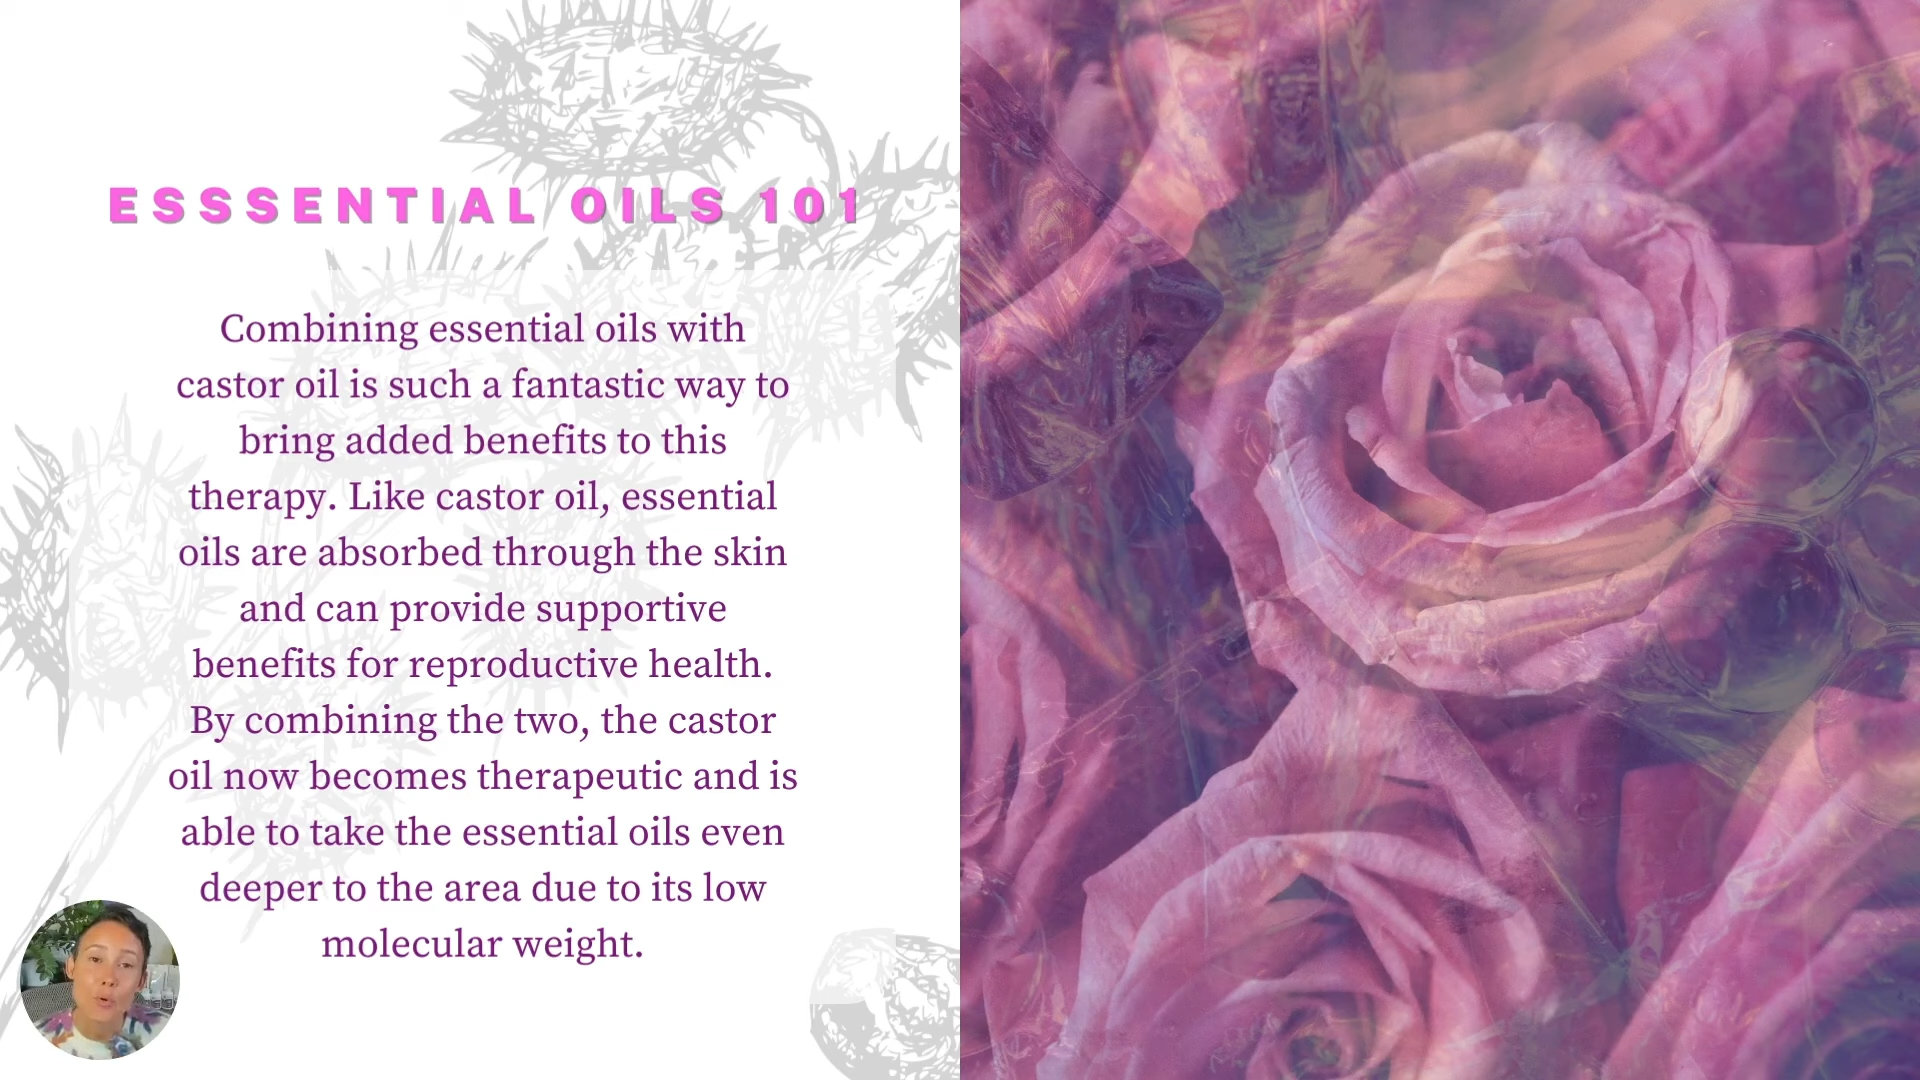 ESSSENTIAL OILS 101
Combining essential oils with
castor oil is such a fantastic way to
bring added benefits to this
therapy. Like castor oil, essential
oils are absorbed through the skin
and can provide supportive
benefits for reproductive health.
By combining the two, the castor
oil now becomes therapeutic and is
able to take the essential oils even
deeper to the area due to its low
molecular weight.